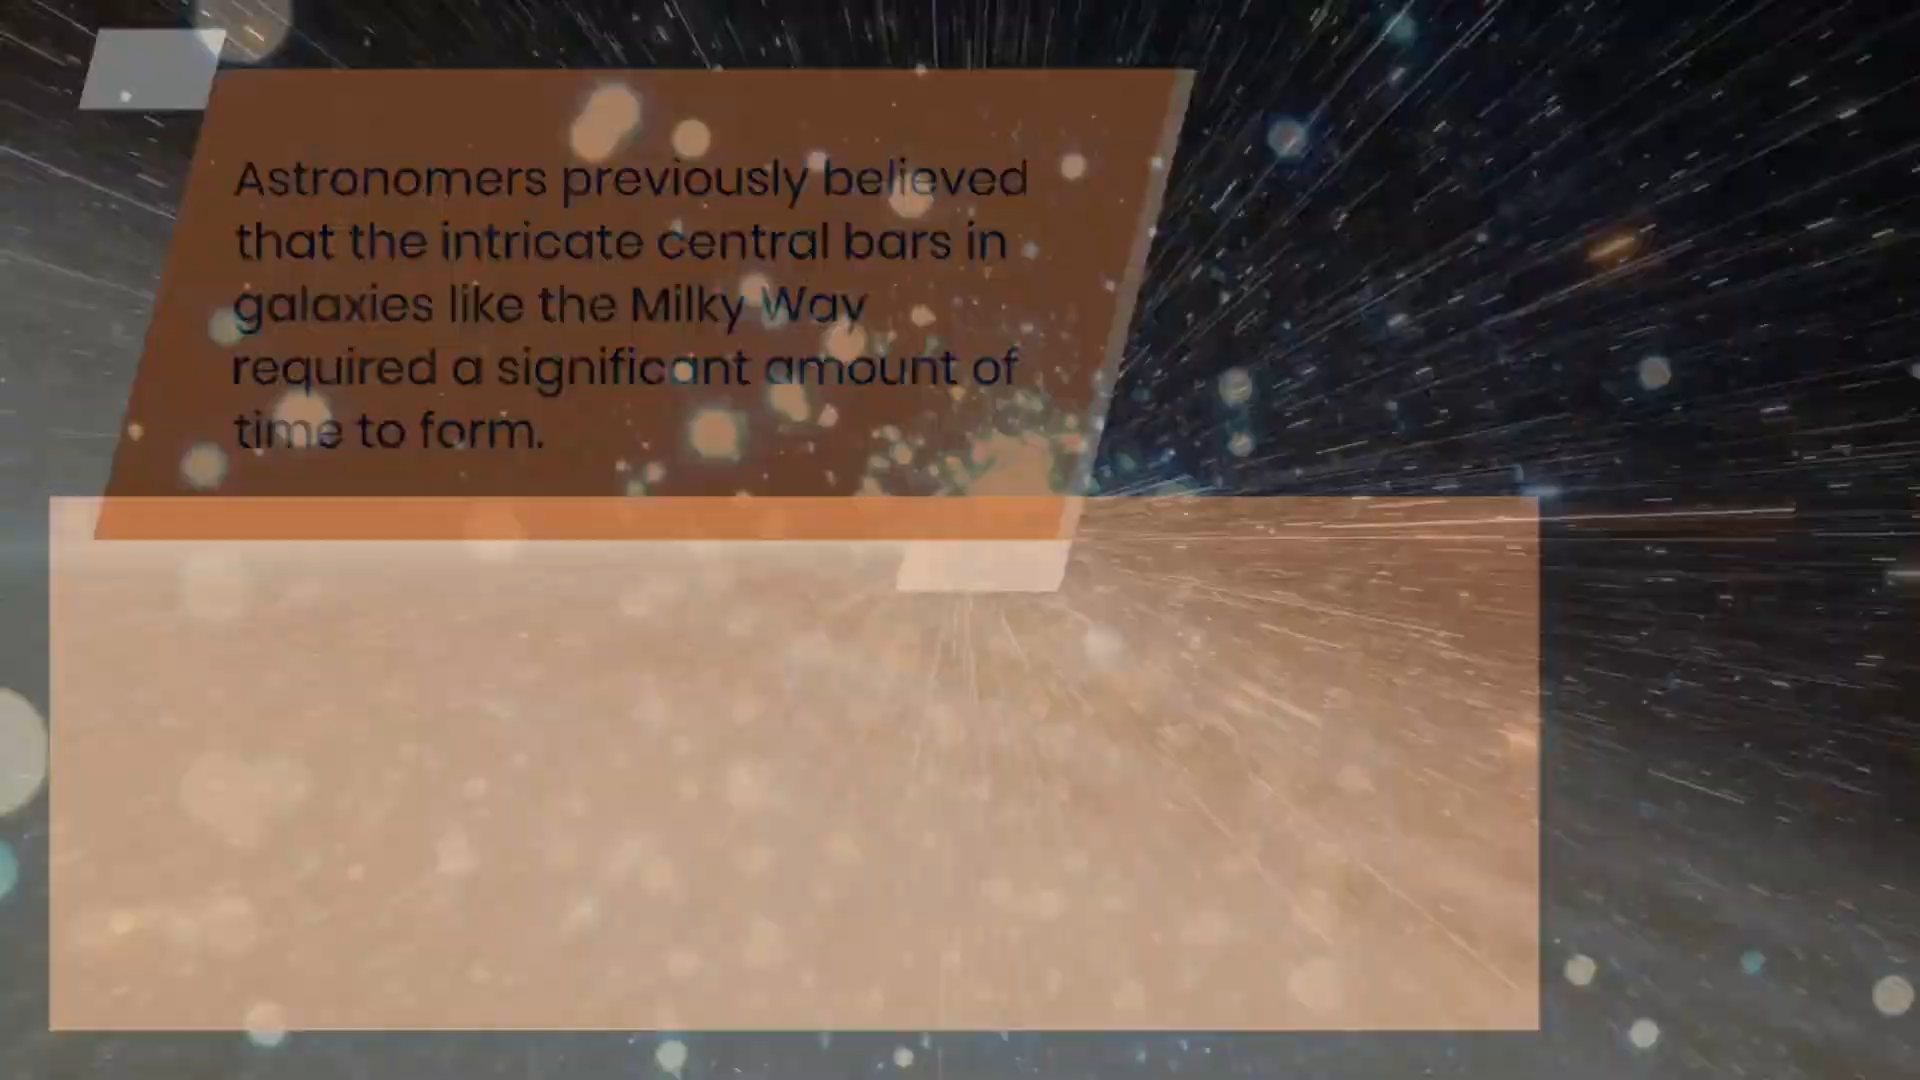 Astronomers previously believed
that the intricate central bars in
galaxies like the Milky Way
required a significant amount of
time to form.